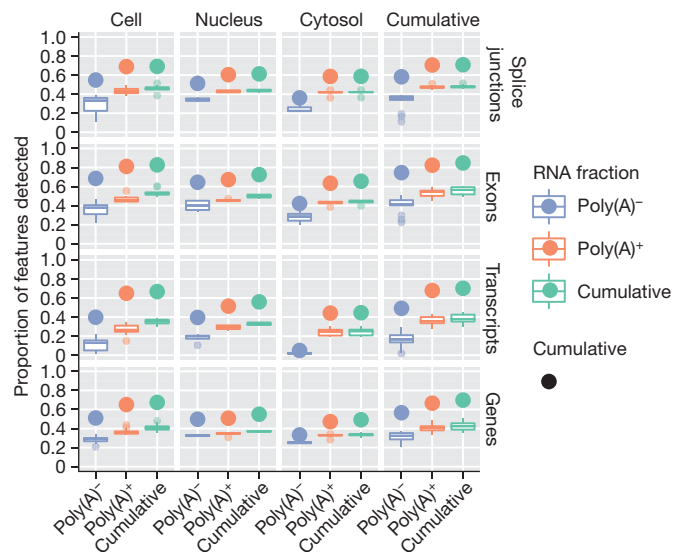 Cell Nucleus Cytosol Cumulative
Proportion of features detected
1.0
0.8
0.6
0.4
0.2
0
Splice
junctions
1.0
0.8
0.6
0.4
0.2
0
Exons
1.0
0.8
0.6
0.4
0.2
0
Transcripts
1.0
0.8
0.6
0.4
0.2
0
Genes
Poly(A)⁻ Poly(A)⁺ Cumulative Poly(A)⁻ Poly(A)⁺ Cumulative Poly(A)⁻ Poly(A)⁺ Cumulative Poly(A)⁻ Poly(A)⁺ Cumulative
RNA fraction
Poly(A)⁻
Poly(A)⁺
Cumulative
Cumulative